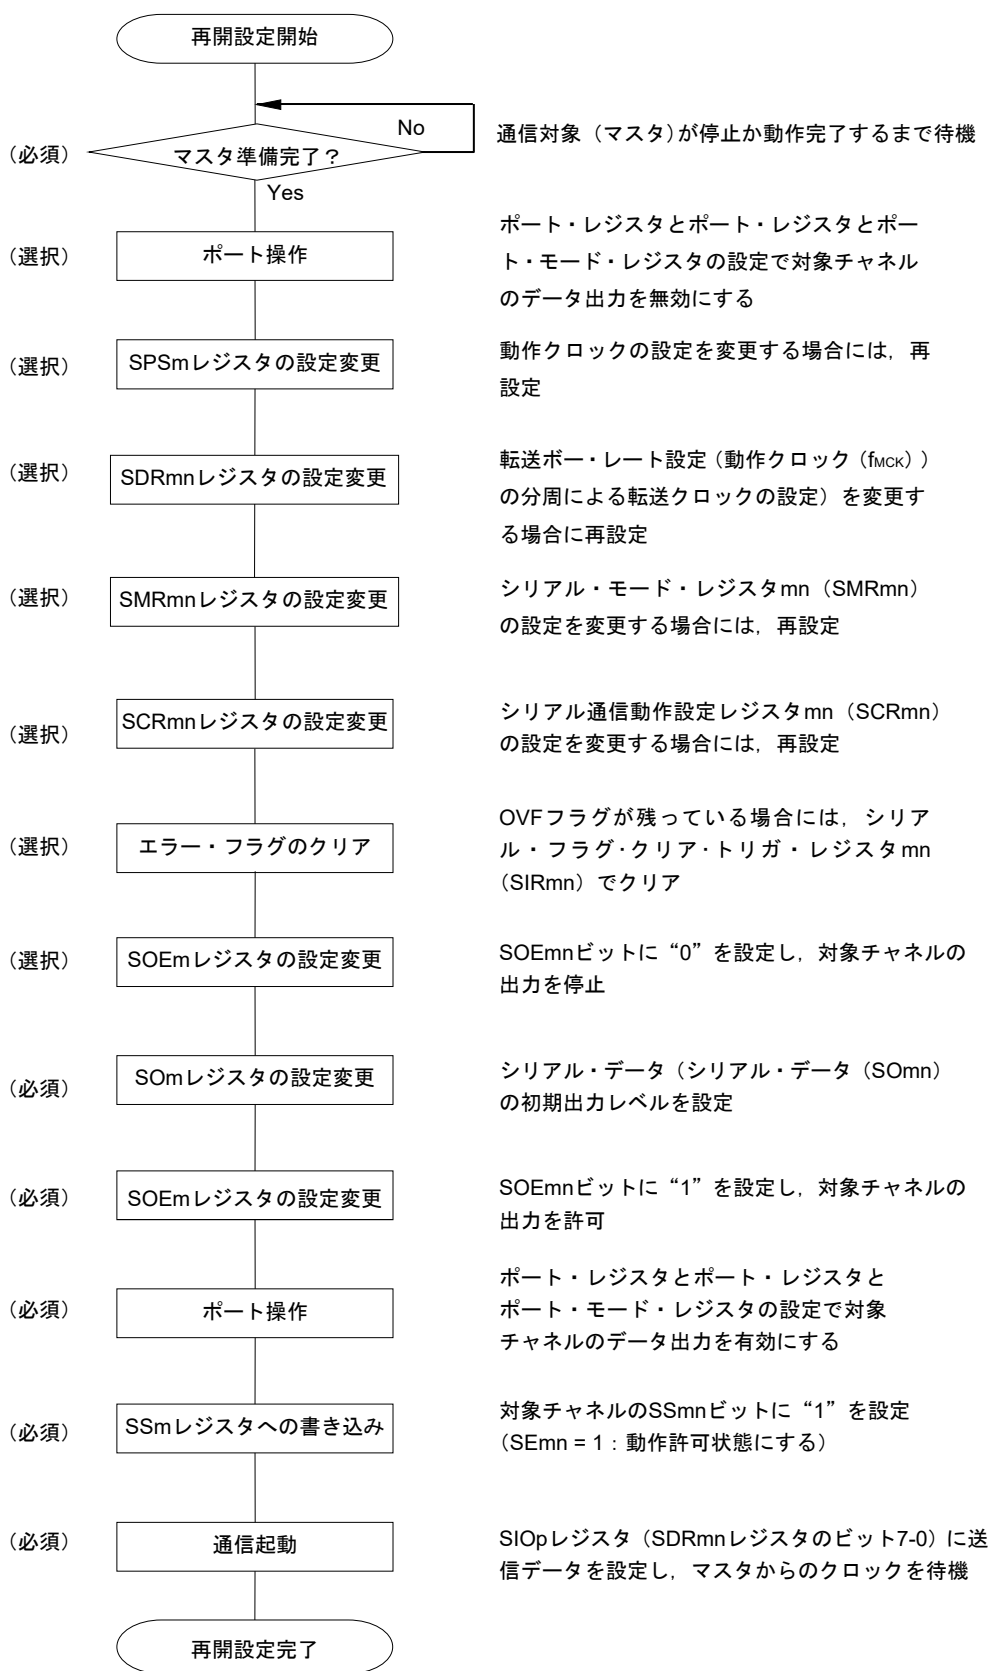 再開設定開始
No
通信対象（マスタ）が停止か動作完了するまで待機
（必須）
マスタ準備完了？
Yes
（選択）
ポート操作
ポート・レジスタとポート・レジスタとポー
ト・モード・レジスタの設定で対象チャネル
のデータ出力を無効にする
（選択）
SPSmレジスタの設定変更
動作クロックの設定を変更する場合には，再
設定
（選択）
SDRmnレジスタの設定変更
転送ボー・レート設定（動作クロック（fMCK））
の分周による転送クロックの設定）を変更す
る場合に再設定
（選択）
SMRmnレジスタの設定変更
シリアル・モード・レジスタmn（SMRmn）
の設定を変更する場合には，再設定
（選択）
SCRmnレジスタの設定変更
シリアル通信動作設定レジスタmn（SCRmn）
の設定を変更する場合には，再設定
（選択）
エラー・フラグのクリア
OVFフラグが残っている場合には，シリア
ル・フラグ・クリア・トリガ・レジスタmn
（SIRmn）でクリア
（選択）
SOEmレジスタの設定変更
SOEmnビットに“0”を設定し，対象チャネルの
出力を停止
（必須）
SOmレジスタの設定変更
シリアル・データ（シリアル・データ（SOmn）
の初期出力レベルを設定
（必須）
SOEmレジスタの設定変更
SOEmnビットに“1”を設定し，対象チャネルの
出力を許可
（必須）
ポート操作
ポート・レジスタとポート・レジスタと
ポート・モード・レジスタの設定で対象
チャネルのデータ出力を有効にする
（必須）
SSmレジスタへの書き込み
対象チャネルのSSmnビットに“1”を設定
（SEmn = 1：動作許可状態にする）
（必須）
通信起動
SIOpレジスタ（SDRmnレジスタのビット7-0）に送
信データを設定し，マスタからのクロックを待機
再開設定完了